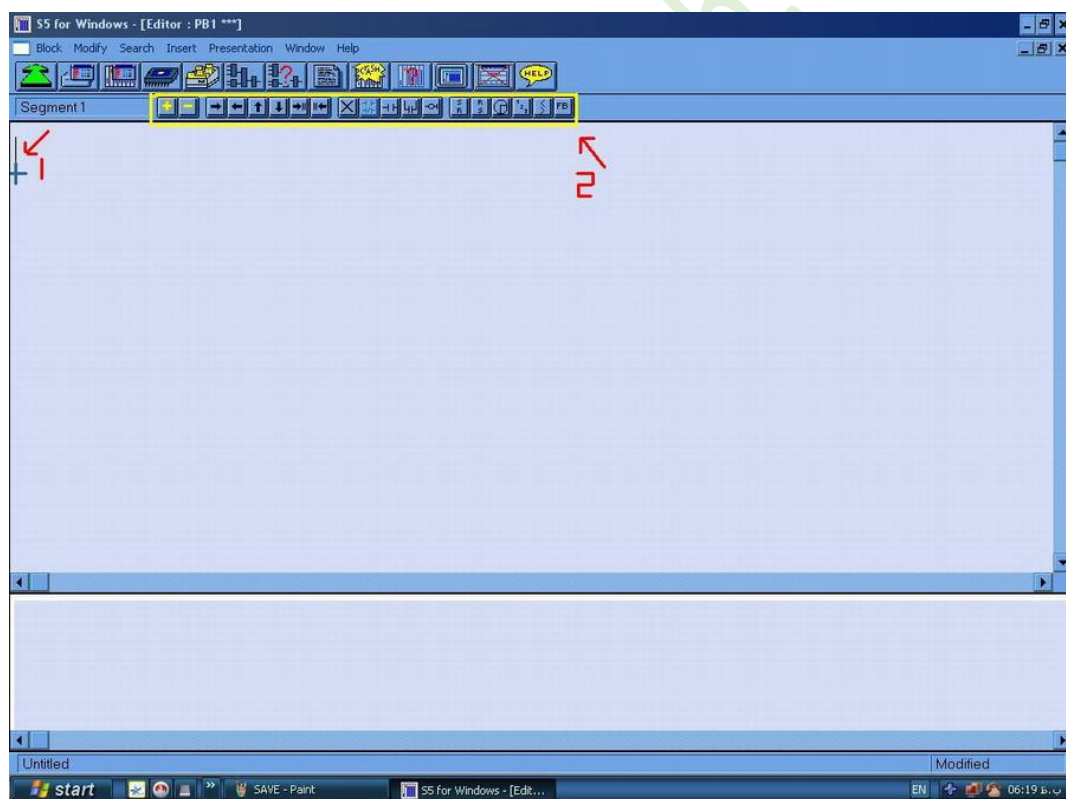 S5 for Windows - [Editor : PB1 ***]
Block Modify Search Insert Presentation Window Help
HELP
Segment 1
FB
1
2
Untitled
Modified
start
SAVE - Paint
S5 for Windows - [Edit...
EN
06:19 ب.ظ